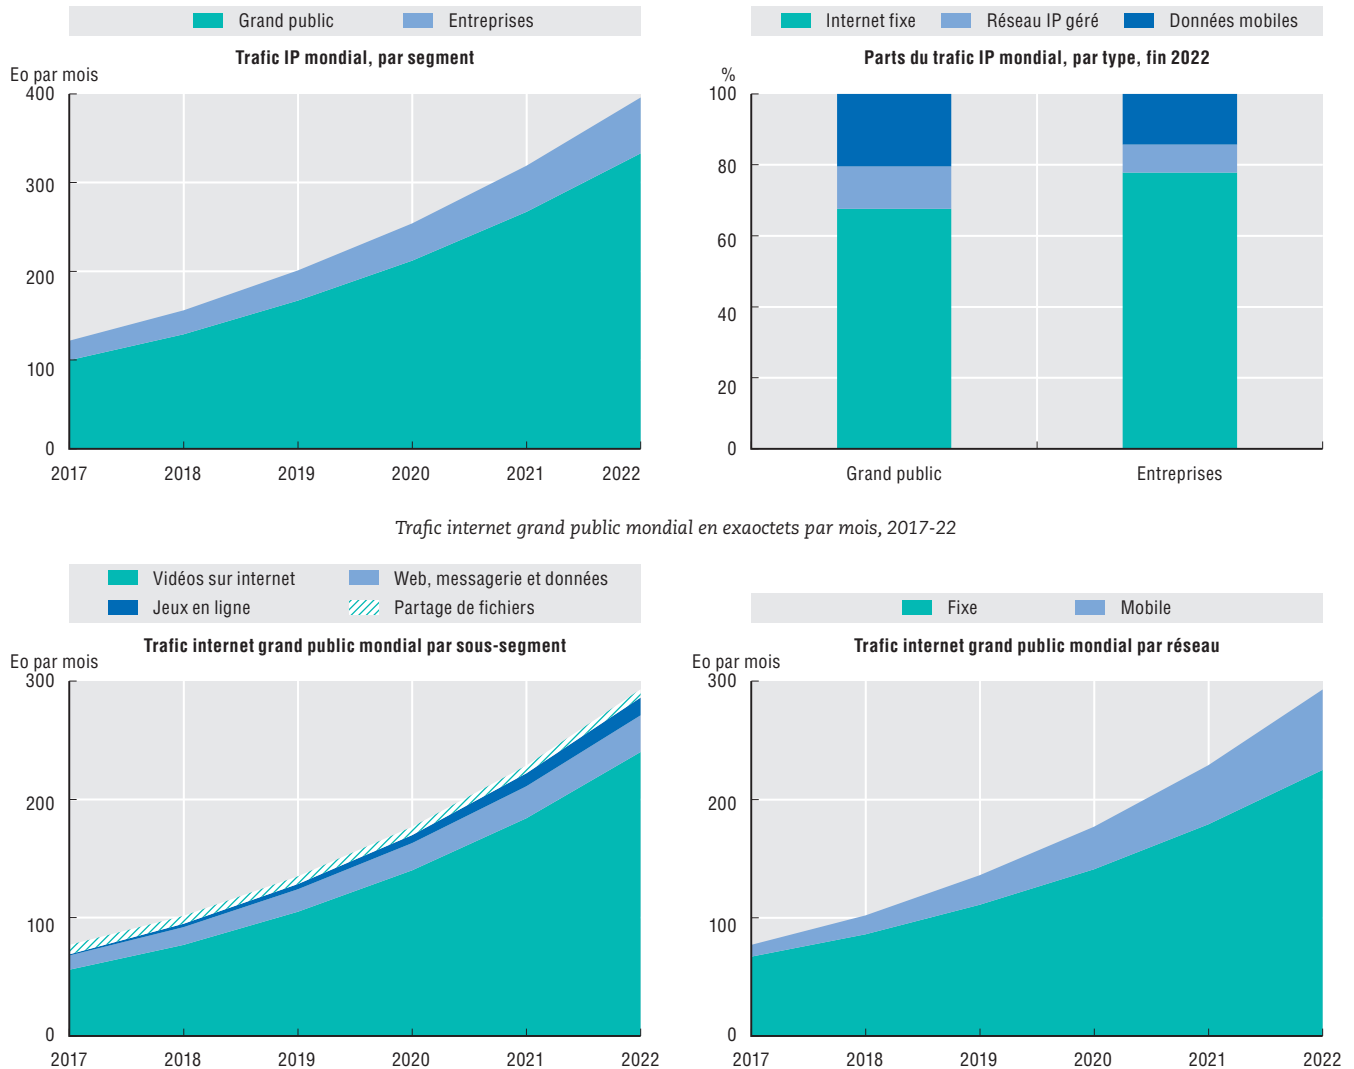 Grand public Entreprises
Trafic IP mondial, par segment
Eo par mois
400
300
200
100
0
2017 2018 2019 2020 2021 2022
Internet fixe Réseau IP géré Données mobiles
Parts du trafic IP mondial, par type, fin 2022
%
100
80
60
40
20
0
Grand public Entreprises
Trafic internet grand public mondial en exaoctets par mois, 2017-22
Vidéos sur internet Web, messagerie et données
Jeux en ligne Partage de fichiers
Trafic internet grand public mondial par sous-segment
Eo par mois
300
200
100
0
2017 2018 2019 2020 2021 2022
Fixe Mobile
Trafic internet grand public mondial par réseau
Eo par mois
300
200
100
0
2017 2018 2019 2020 2021 2022